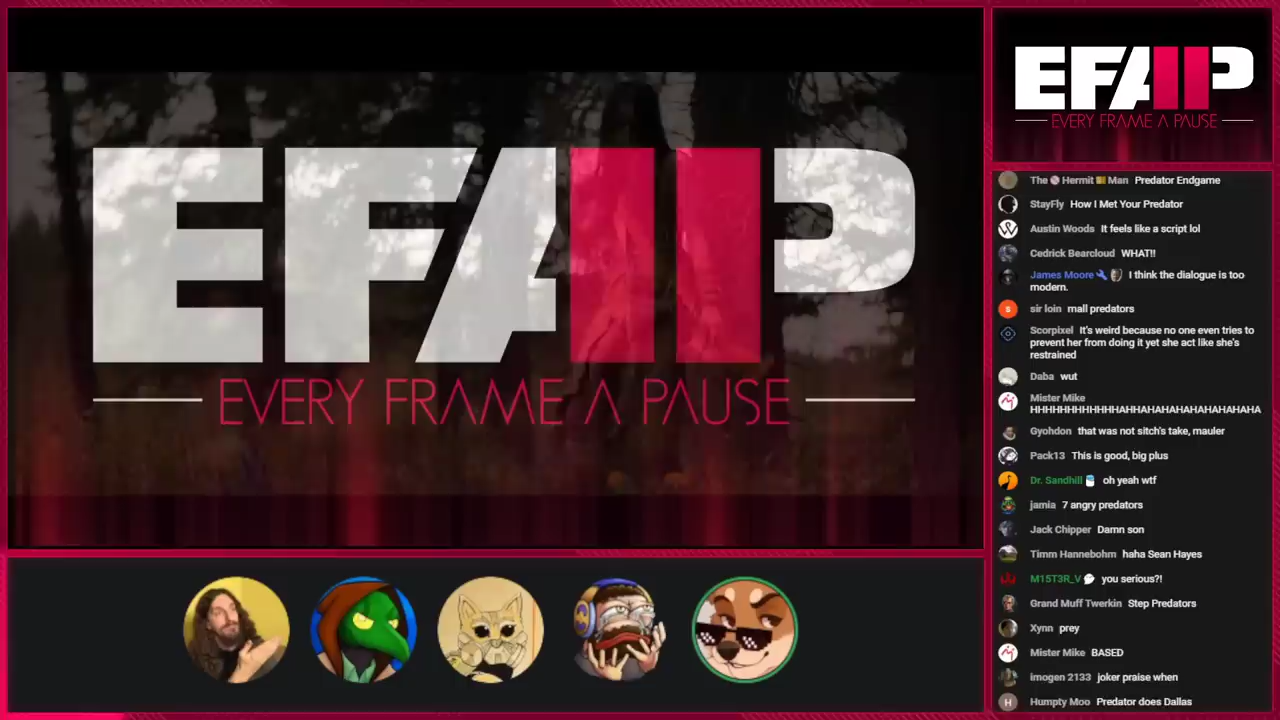 EFAP
EVERY FRAME A PAUSE
EFAP
EVERY FRAME A PAUSE
The Hermit Man Predator Endgame
StayFly How I Met Your Predator
Austin Woods It feels like a script lol
Cedrick Bearcloud WHAT!!
James Moore I think the dialogue is too
modern.
sir loin mall predators
Scorpixel It's weird because no one even tries to
prevent her from doing it yet she act like she's
restrained
Daba wut
Mister Mike
HHHHHHHHHHHHAHHAHAHAHAHAHAHAHA
Gyohdon that was not sitch's take, mauler
Pack13 This is good, big plus
Dr. Sandhill oh yeah wtf
jamia 7 angry predators
Jack Chipper Damn son
Timm Hannebohm haha Sean Hayes
M15T3R_V you serious?!
Grand Muff Twerkin Step Predators
Xynn prey
Mister Mike BASED
imogen 2133 joker praise when
H Humpty Moo Predator does Dallas